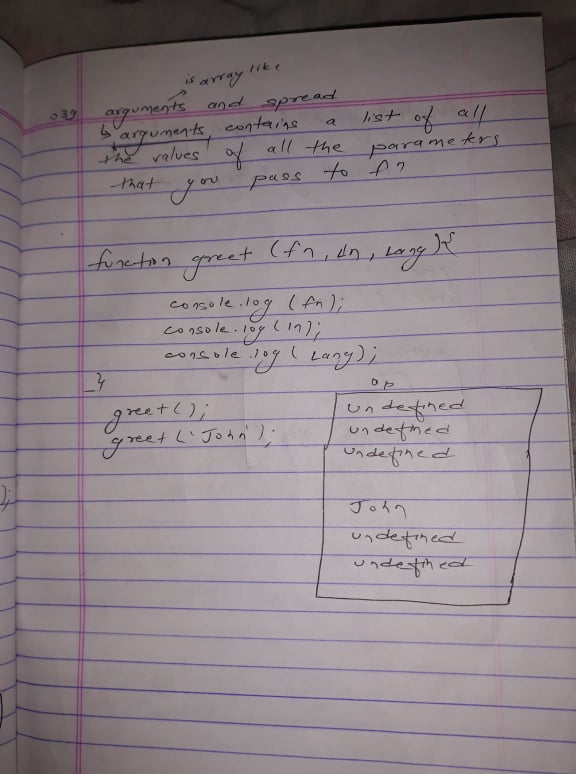 is array like
039 arguments and spread
↳ arguments, contains a list of all
the values of all the parameters
that you pass to fn
function greet (fn, ln, Lang){
console.log (fn);
console.log (ln);
console.log (Lang);
}
greet();
greet('John');
op
undefined
undefined
undefined
John
undefined
undefined
);